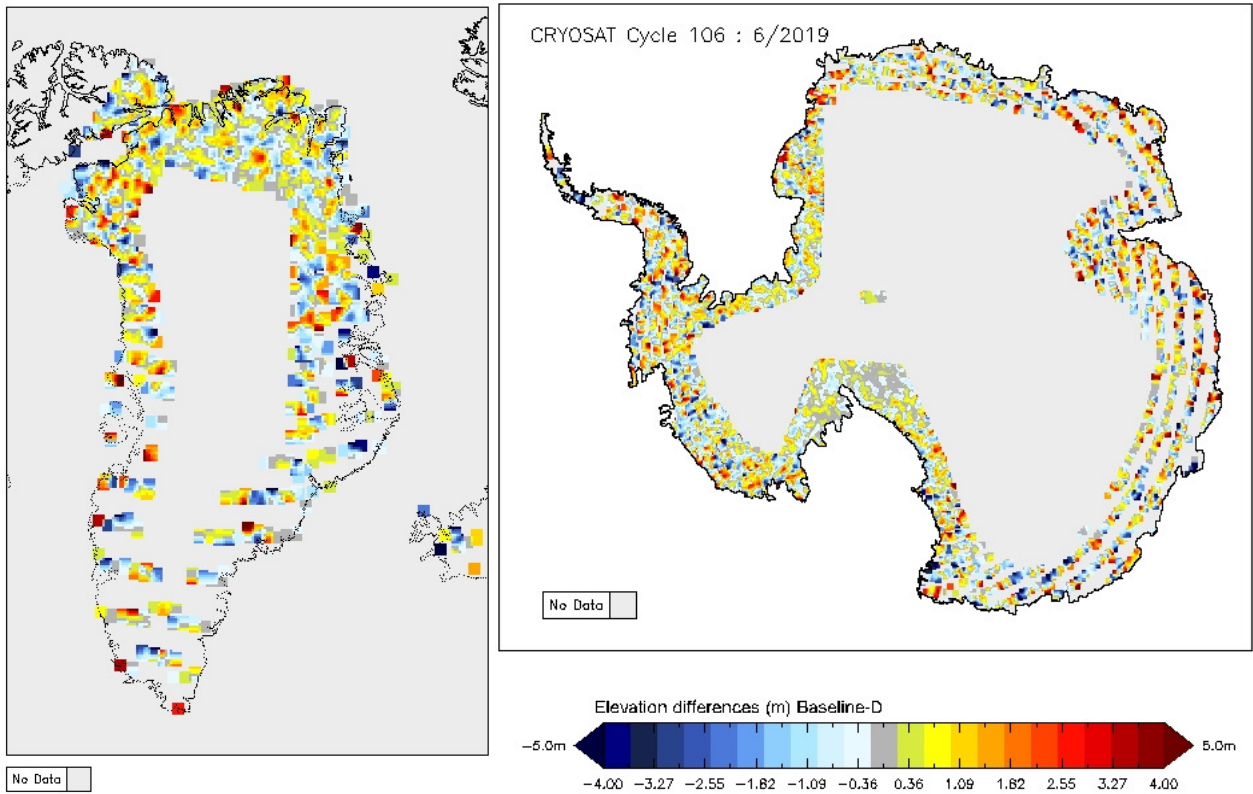 CRYOSAT Cycle 106 : 6/2019
No Data
Elevation differences (m) Baseline-D
-5.0m
5.0m
-4.00 -3.27 -2.55 -1.82 -1.09 -0.36 0.36 1.09 1.82 2.55 3.27 4.00
No Data